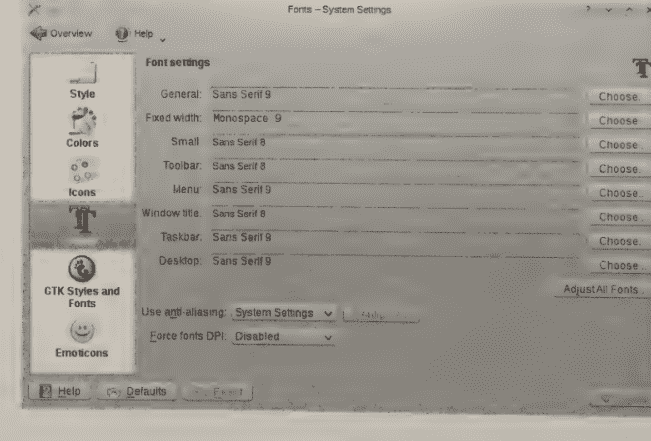 Fonts – System Settings
Overview Help
Font settings
Style
Colors
Icons
GTK Styles and
Fonts
Emoticons
General: Sans Serif 9 Choose.
Fixed width: Monospace 9 Choose
Small Sans Serif 8 Choose.
Toolbar: Sans Serif 8 Choose.
Menu: Sans Serif 9 Choose.
Window title: Sans Serif 8 Choose.
Taskbar: Sans Serif 9 Choose.
Desktop: Sans Serif 9 Choose
Adjust All Fonts
Use anti-aliasing: System Settings
Force fonts DPI: Disabled
Help Defaults Reset